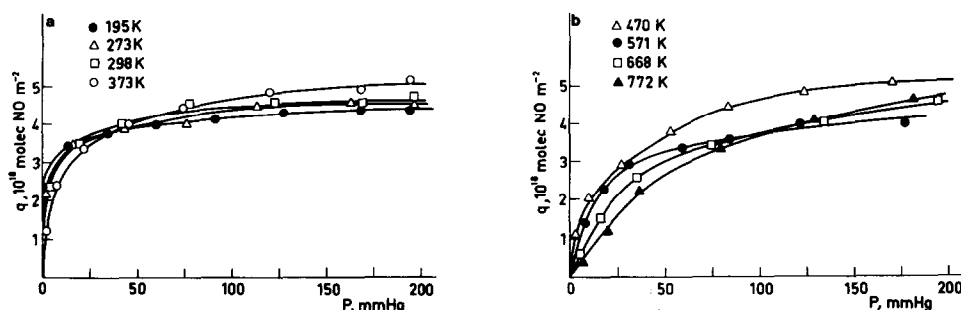 a
195K
273K
298K
373K
q, 10¹⁸ molec NO m⁻²
5
4
3
2
1
0 50 100 150 200
P, mmHg
b
470 K
571 K
668 K
772 K
q, 10¹⁸ molec NO m⁻²
5
4
3
2
1
0 50 100 150 200
P, mmHg